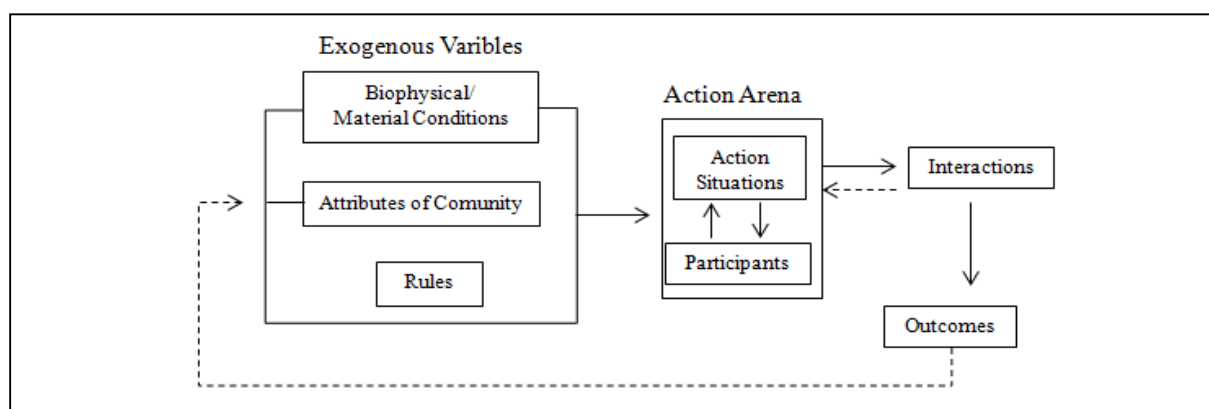 Exogenous Varibles
Biophysical/
Material Conditions
Attributes of Comunity
Rules
Action Arena
Action
Situations
Participants
Interactions
Outcomes